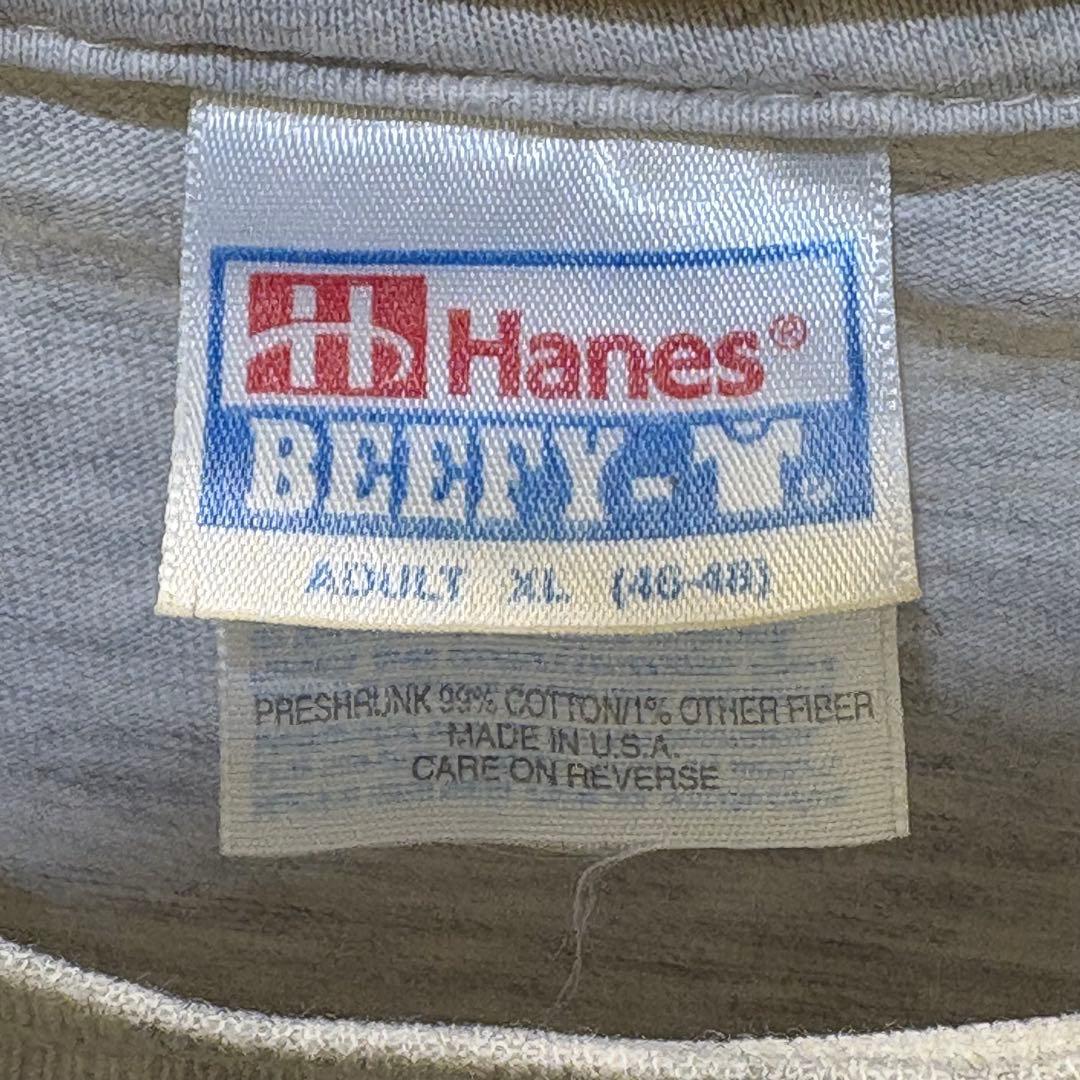 Hanes®
BEEFY-T
ADULT XL (46-48)
PRESHRUNK 99% COTTON/1% OTHER FIBER
MADE IN U.S.A.
CARE ON REVERSE